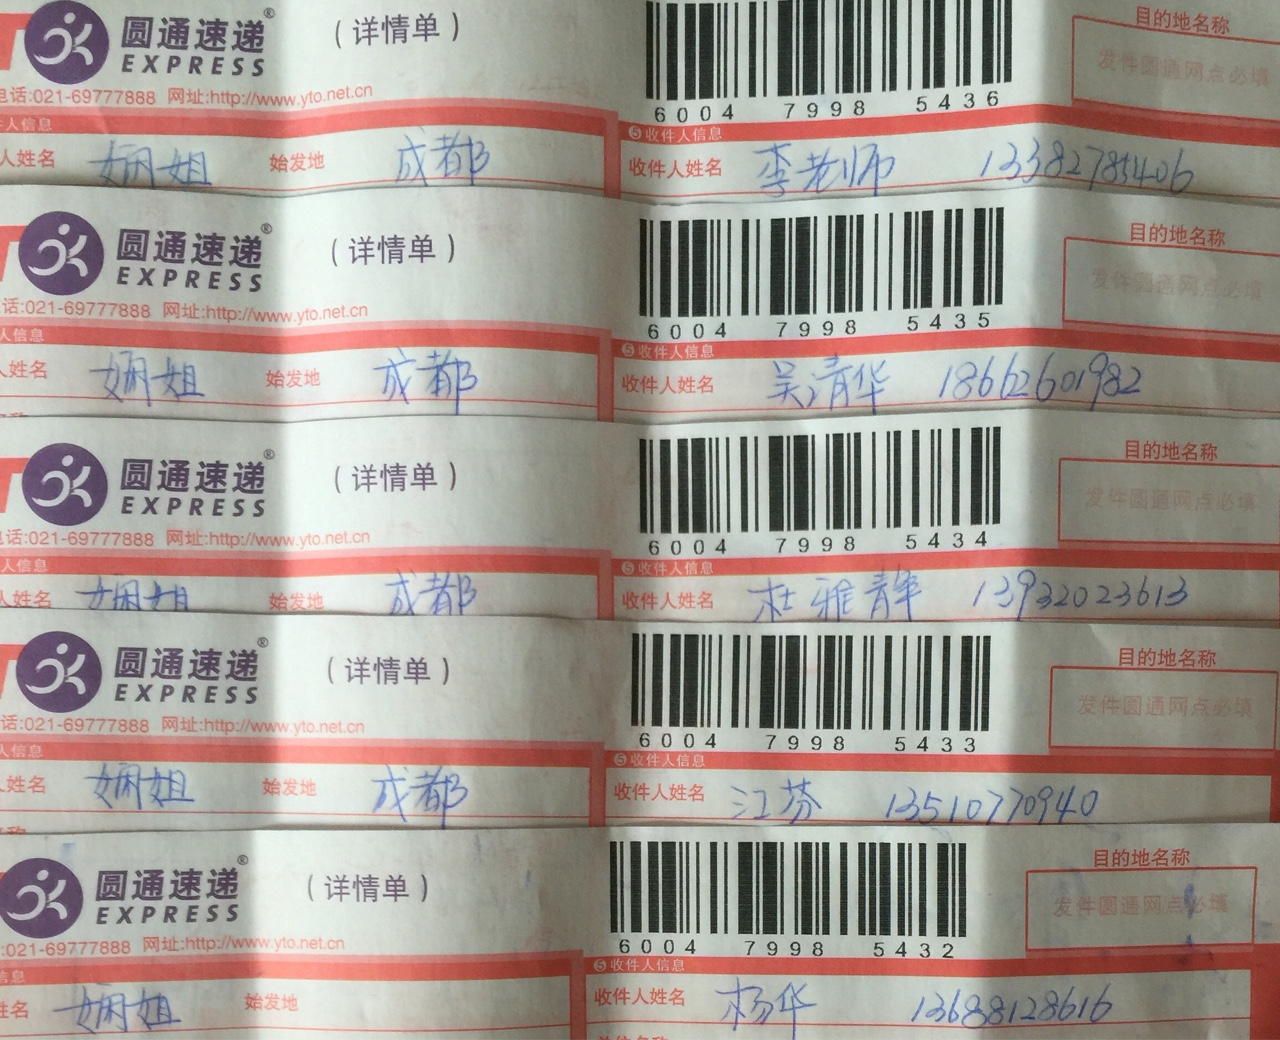 圆通速递® （详情单） 目的地名称
EXPRESS 发件圆通网点必填
电话:021-69777888 网址:http://www.yto.net.cn 6004 7998 5436
件人信息 ⑤收件人信息
人姓名 娴姐 始发地 成都 收件人姓名 李老师 13382785406
圆通速递® （详情单） 目的地名称
EXPRESS 发件圆通网点必填
话:021-69777888 网址:http://www.yto.net.cn 6004 7998 5435
人信息 ⑤收件人信息
人姓名 娴姐 始发地 成都 收件人姓名 吴清华 18662601982
圆通速递® （详情单） 目的地名称
EXPRESS 发件圆通网点必填
电话:021-69777888 网址:http://www.yto.net.cn 6004 7998 5434
人信息 ⑤收件人信息
人姓名 娴姐 始发地 成都 收件人姓名 杜雅静 13932023613
圆通速递® （详情单） 目的地名称
EXPRESS 发件圆通网点必填
话:021-69777888 网址:http://www.yto.net.cn 6004 7998 5433
人信息 ⑤收件人信息
姓名 娴姐 始发地 成都 收件人姓名 江芬 13510770940
圆通速递® （详情单） 目的地名称
EXPRESS 发件圆通网点必填
:021-69777888 网址:http://www.yto.net.cn 6004 7998 5432
信息 ⑤收件人信息
姓名 娴姐 始发地 收件人姓名 杨华 13688128616